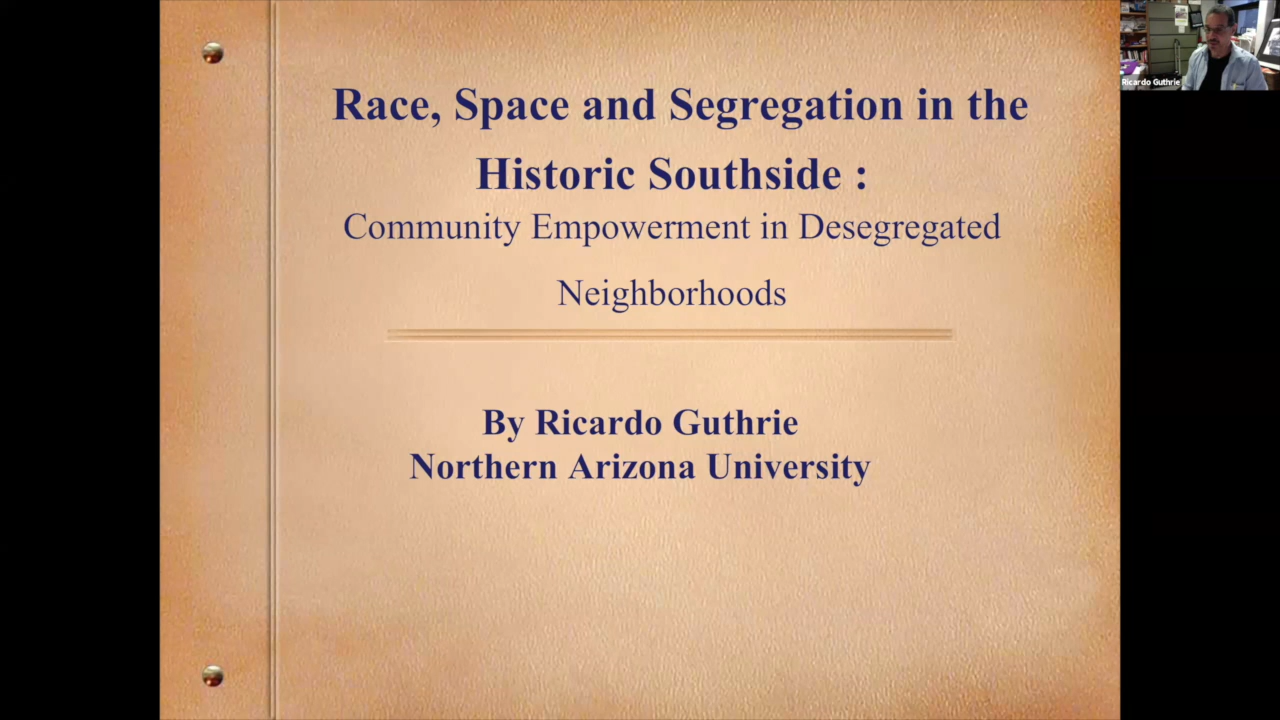 Race, Space and Segregation in the
Historic Southside :
Community Empowerment in Desegregated
Neighborhoods
By Ricardo Guthrie
Northern Arizona University
Ricardo Guthrie